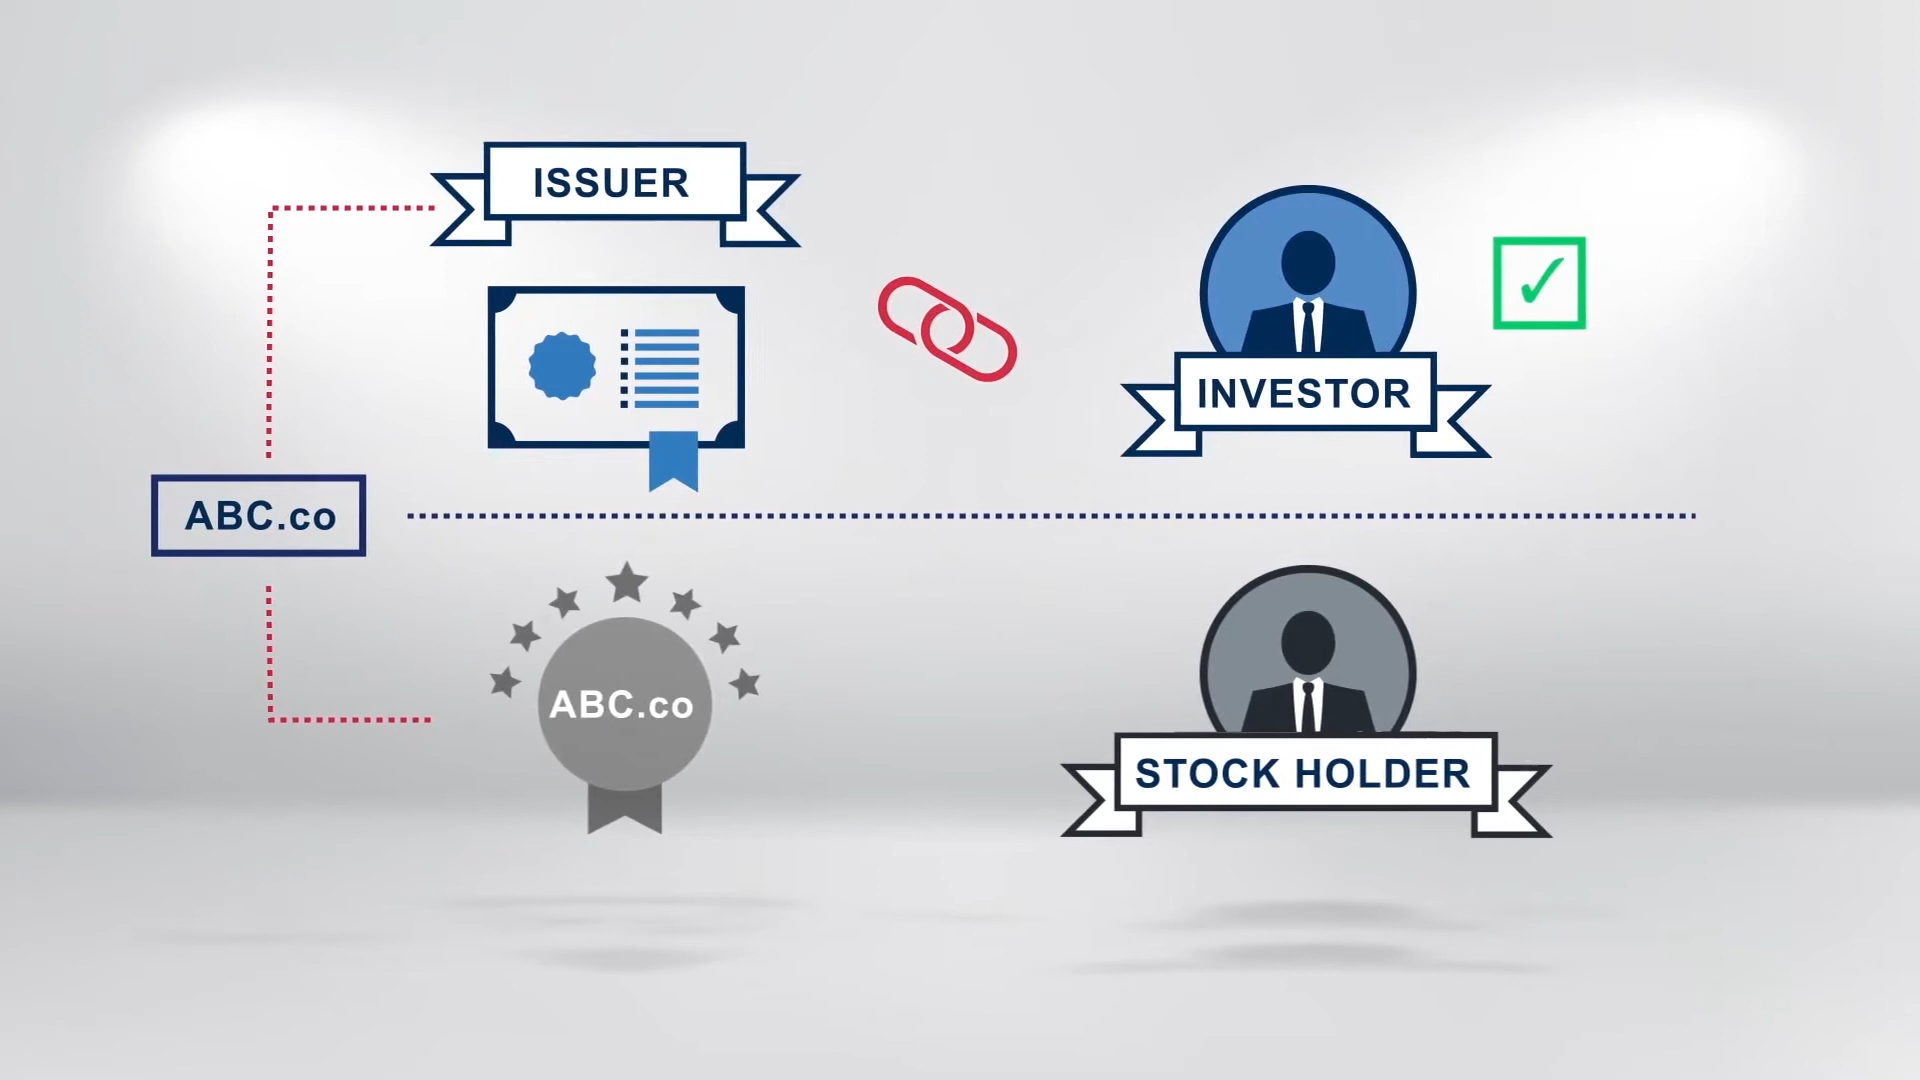 ISSUER
INVESTOR
ABC.co
ABC.co
STOCK HOLDER